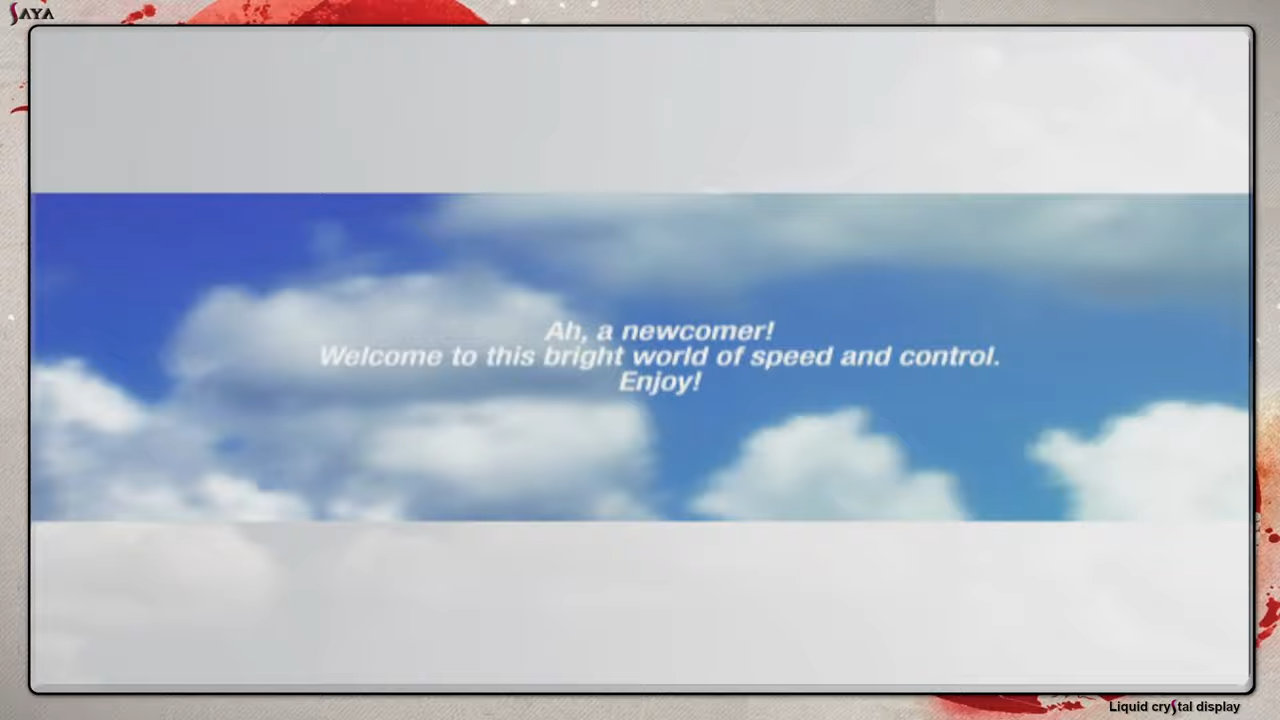 SAYA
Ah, a newcomer!
Welcome to this bright world of speed and control.
Enjoy!
Liquid crystal display